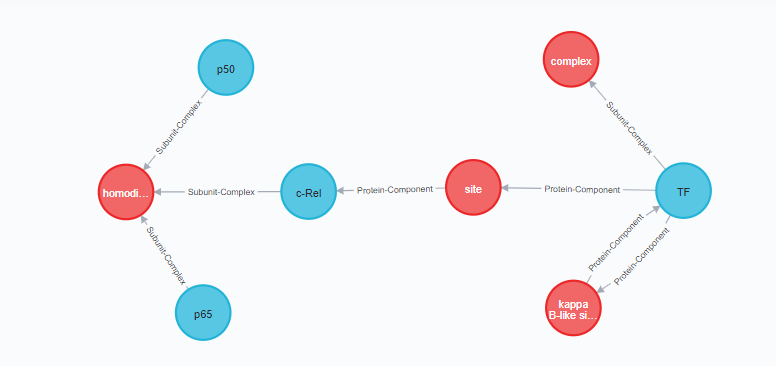 complex
p50
Subunit-Complex
Subunit-Complex
homodi...
Subunit-Complex
c-Rel
Protein-Component
site
Protein-Component
TF
Subunit-Complex
Protein-Component
Protein-Component
kappa
B-like si...
p65